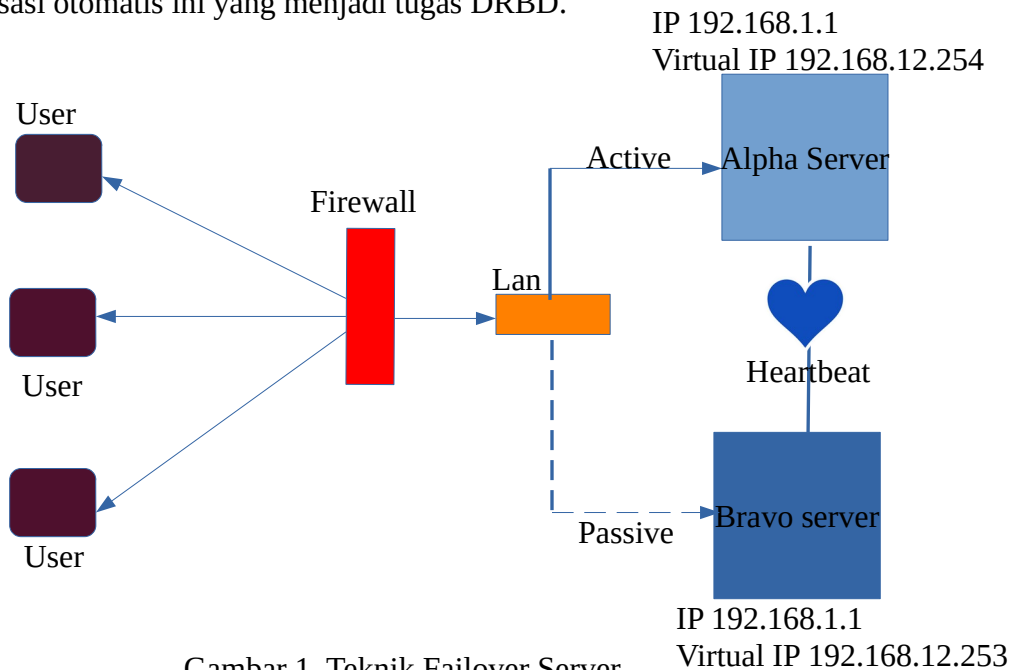 otomatis ini yang menjadi tugas DRBD.
IP 192.168.1.1
Virtual IP 192.168.12.254
User
Active
Alpha Server
Firewall
Lan
User
Heartbeat
Bravo server
Passive
User
IP 192.168.1.1
Virtual IP 192.168.12.253
Gambar 1. Teknik Failover Server